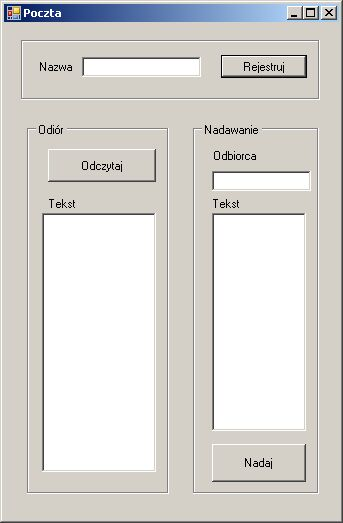 Poczta
Nazwa
Rejestruj
Odiór
Odczytaj
Tekst
Nadawanie
Odbiorca
Tekst
Nadaj